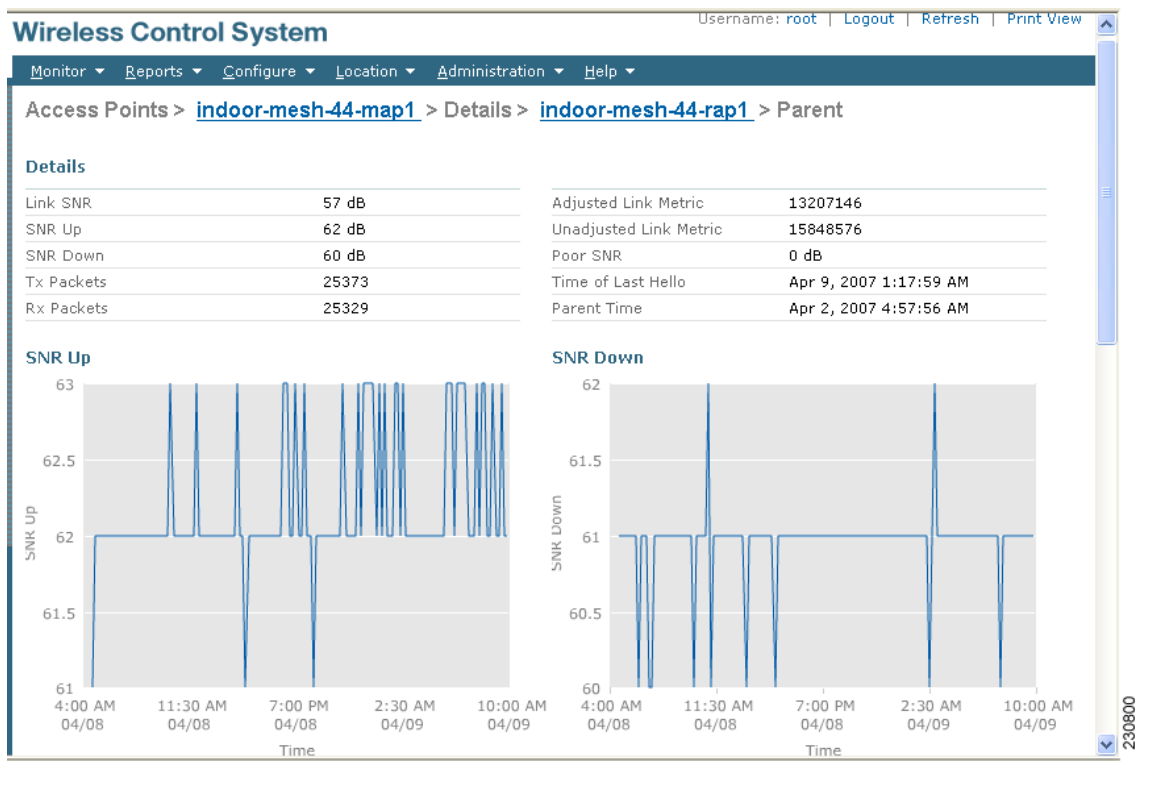 Username: root | Logout | Refresh | Print View
Wireless Control System
Monitor Reports Configure Location Administration Help
Access Points > indoor-mesh-44-map1 > Details > indoor-mesh-44-rap1 > Parent
Details
Link SNR 57 dB
SNR Up 62 dB
SNR Down 60 dB
Tx Packets 25373
Rx Packets 25329
Adjusted Link Metric 13207146
Unadjusted Link Metric 15848576
Poor SNR 0 dB
Time of Last Hello Apr 9, 2007 1:17:59 AM
Parent Time Apr 2, 2007 4:57:56 AM
SNR Up
63
62.5
62
61.5
61
SNR Up
4:00 AM 11:30 AM 7:00 PM 2:30 AM 10:00 AM
04/08 04/08 04/08 04/09 04/09
Time
SNR Down
62
61.5
61
60.5
60
SNR Down
4:00 AM 11:30 AM 7:00 PM 2:30 AM 10:00 AM
04/08 04/08 04/08 04/09 04/09
Time
230800